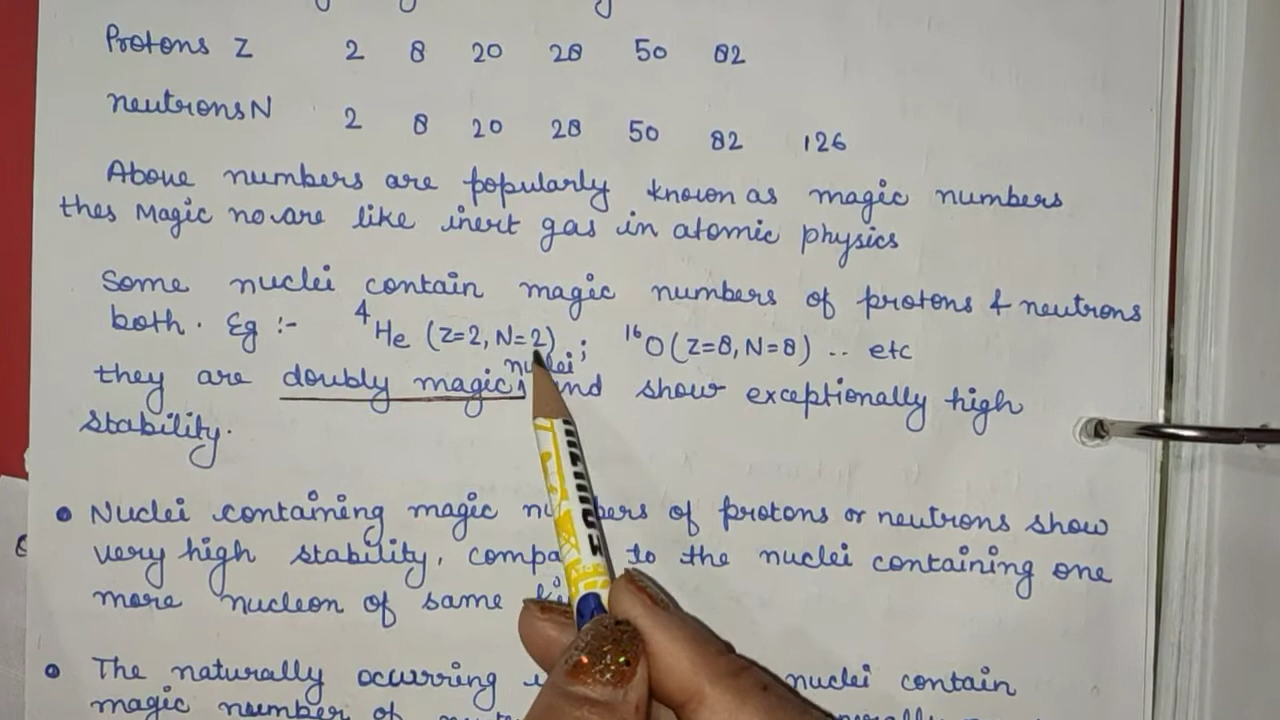 Protons Z 2 8 20 28 50 82
neutrons N 2 8 20 28 50 82 126
Above numbers are popularly known as magic numbers
thes Magic no. are like inert gas in atomic physics
Some nuclei contain magic numbers of protons & neutrons
both. Eg :- ⁴He (Z=2, N=2) ; ¹⁶O (Z=8, N=8) .. etc
nuclei
they are doubly magic and show exceptionally high
stability.
• Nuclei containing magic numbers of protons or neutrons show
very high stability, compa to the nuclei containing one
more nucleon of same
• The naturally occurring nuclei contain
magic number of